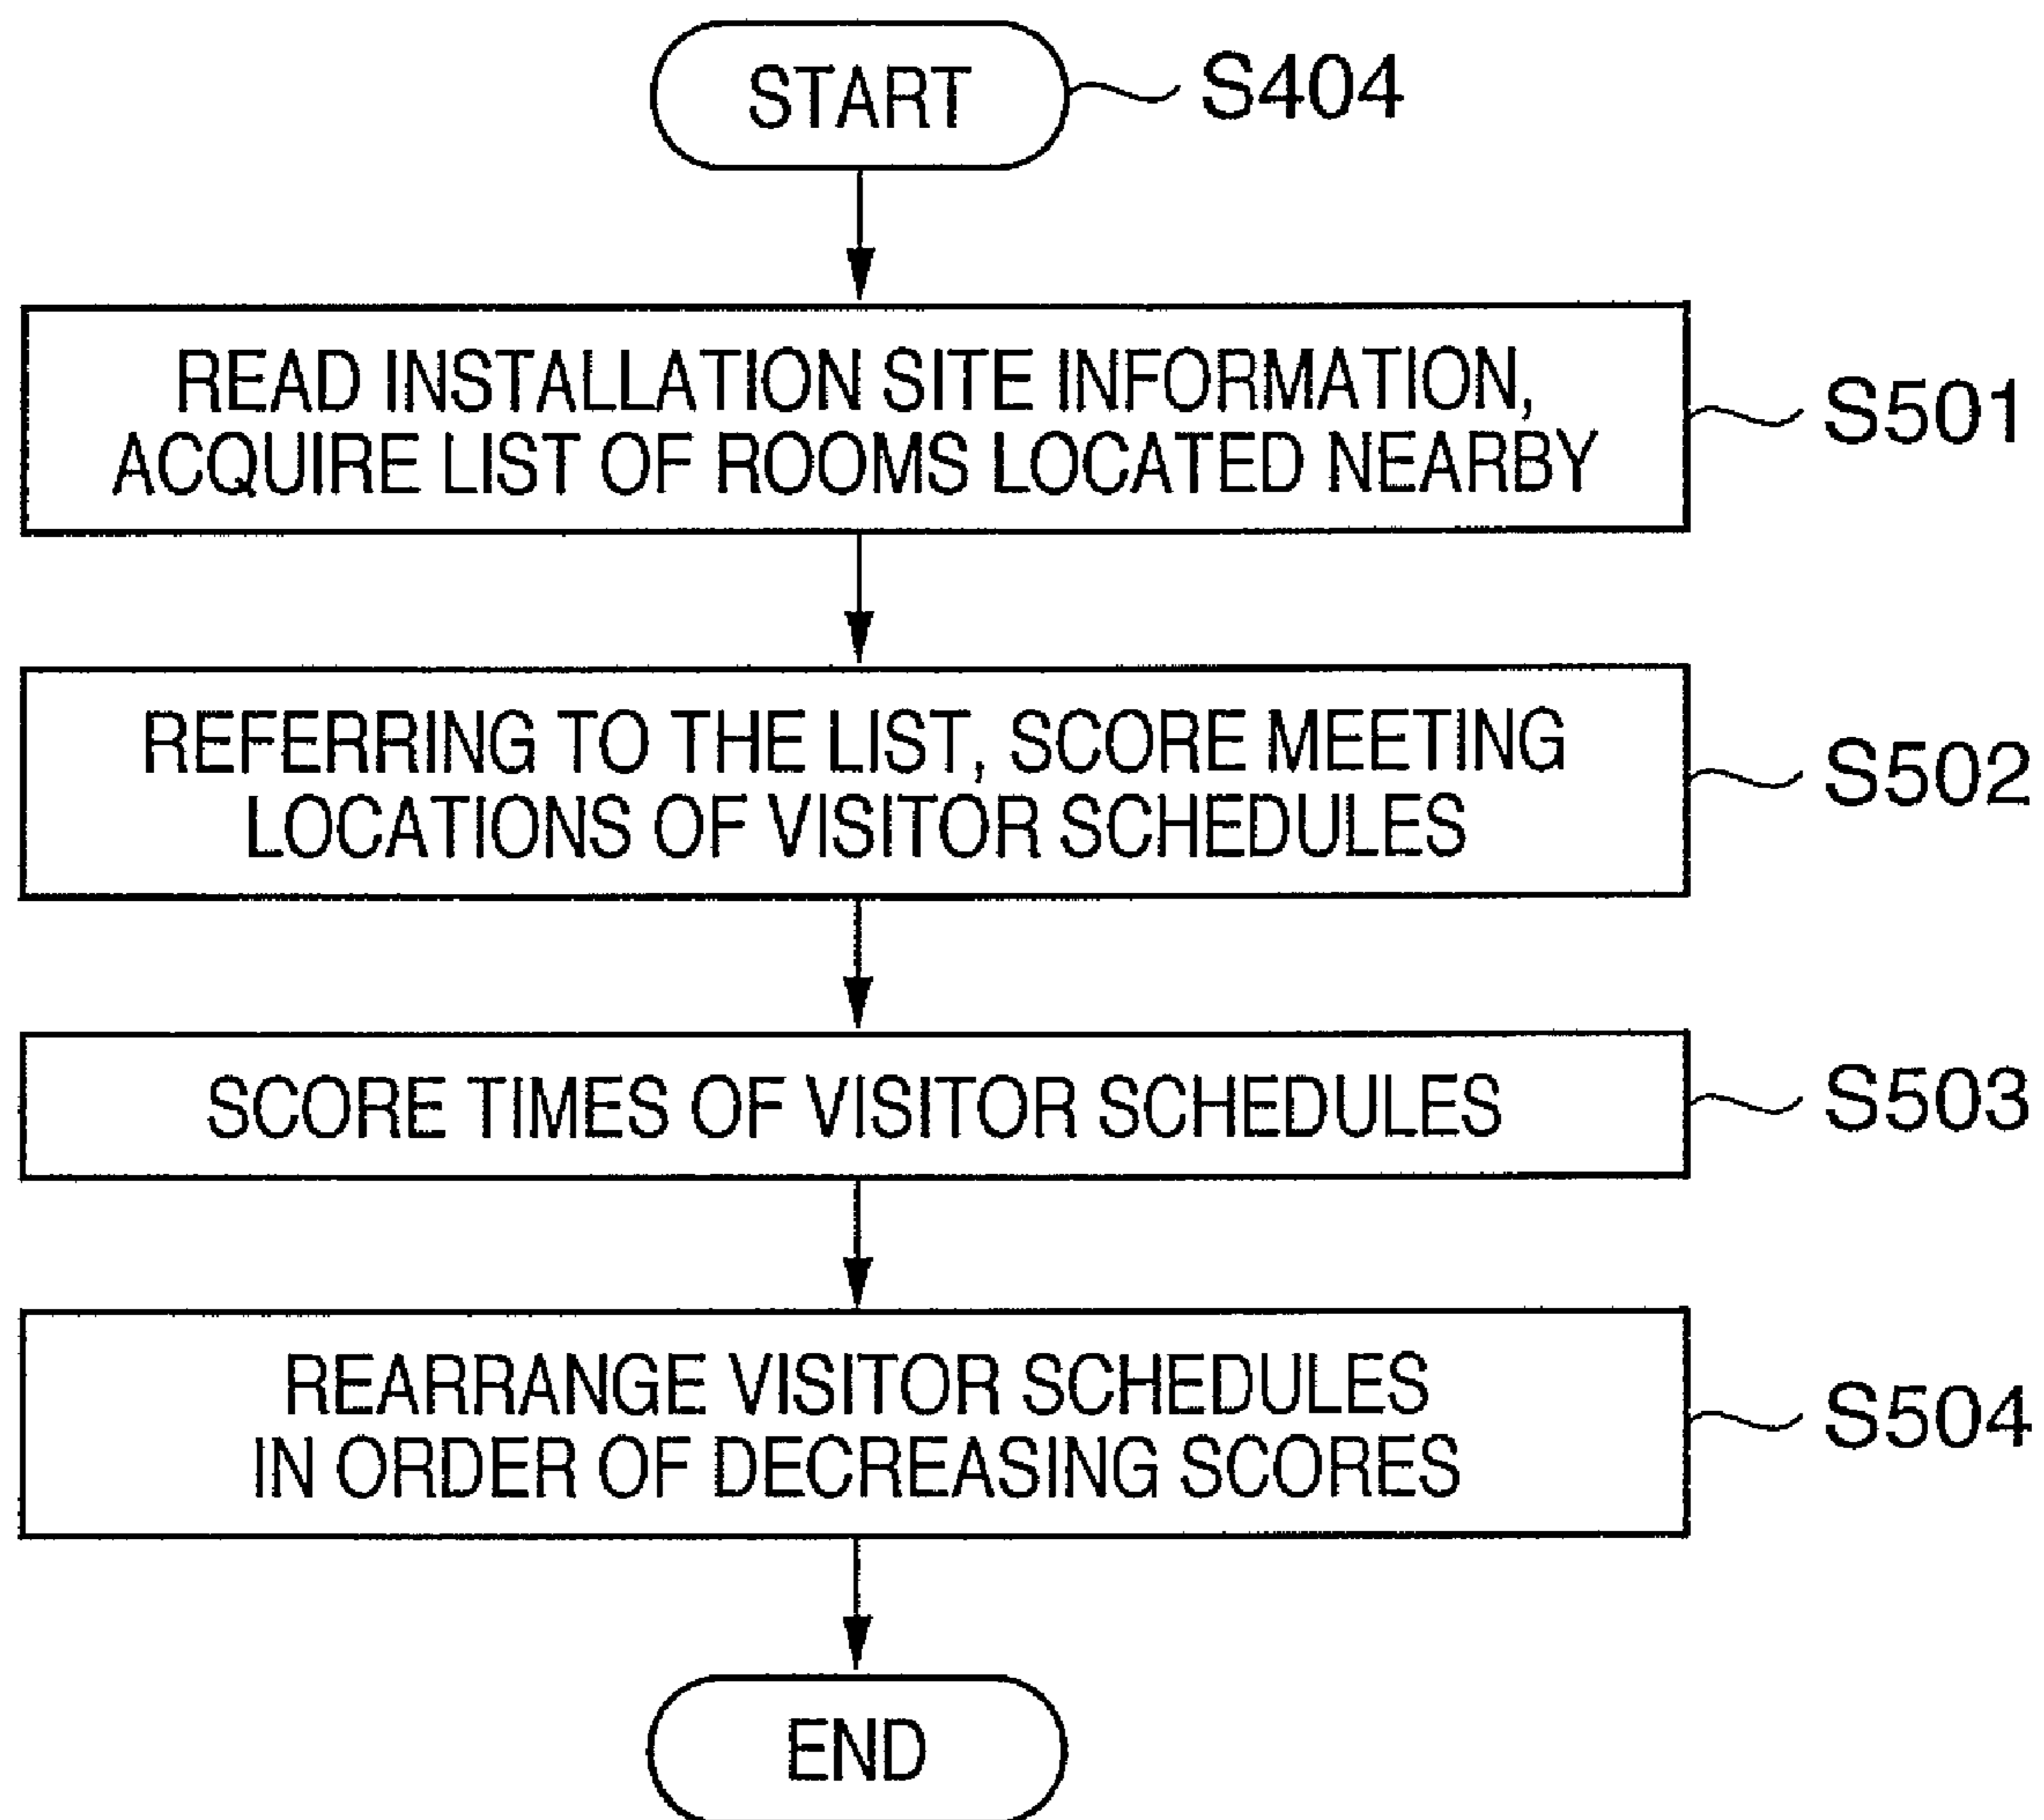 START
S404
READ INSTALLATION SITE INFORMATION,
ACQUIRE LIST OF ROOMS LOCATED NEARBY
S501
REFERRING TO THE LIST, SCORE MEETING
LOCATIONS OF VISITOR SCHEDULES
S502
SCORE TIMES OF VISITOR SCHEDULES
S503
REARRANGE VISITOR SCHEDULES
IN ORDER OF DECREASING SCORES
S504
END